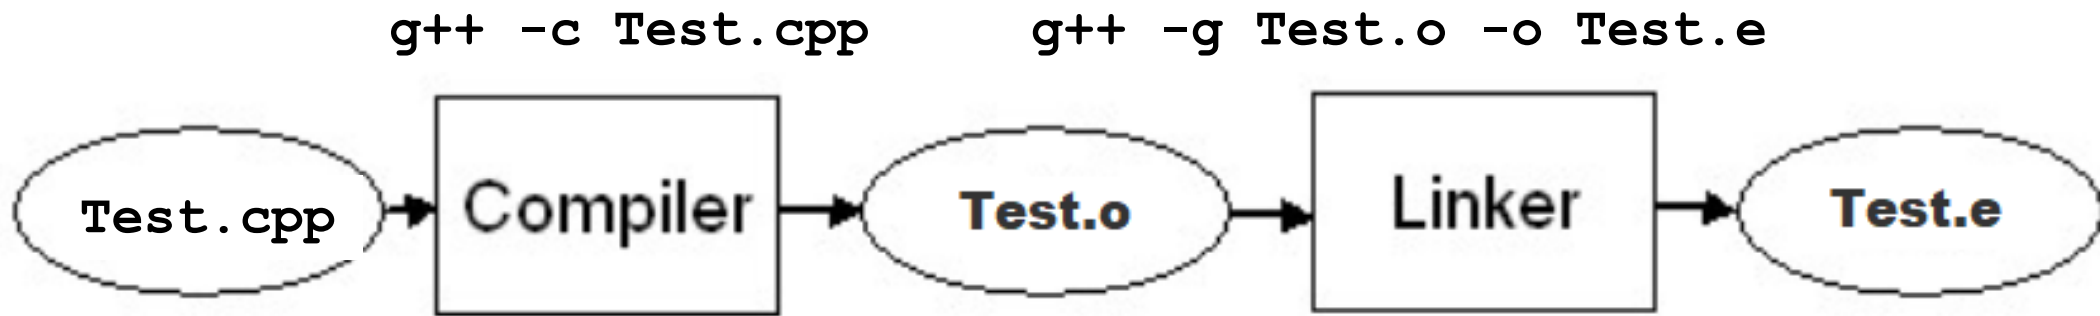 g++ -c Test.cpp
g++ -g Test.o -o Test.e
Test.cpp
Compiler
Test.o
Linker
Test.e